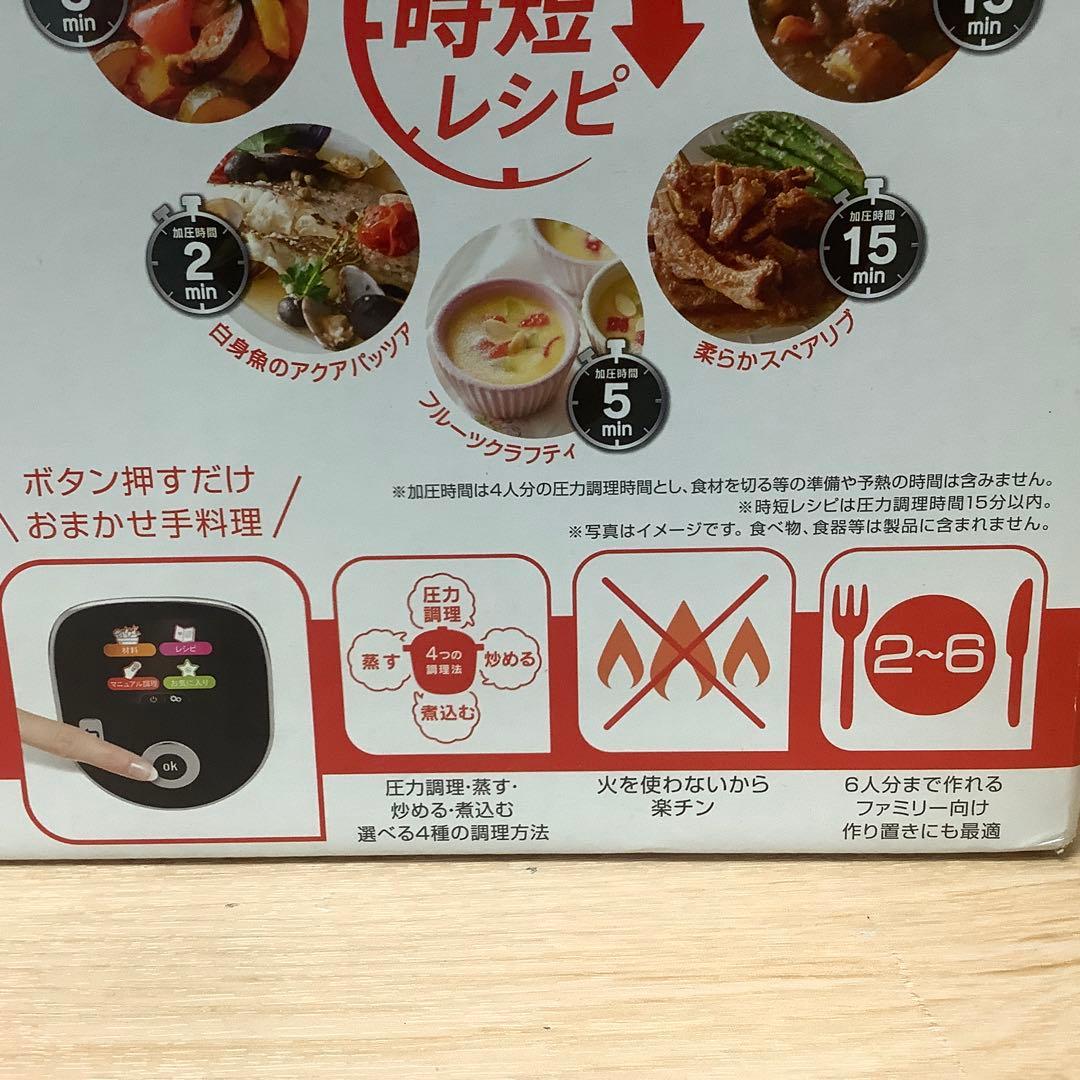 min
時短
レシピ
15
min
加圧時間
2
min
白身魚のアクアパッツァ
加圧時間
5
min
フルーツクラフティ
加圧時間
15
min
柔らかスペアリブ
※加圧時間は4人分の圧力調理時間とし、食材を切る等の準備や予熱の時間は含みません。
※時短レシピは圧力調理時間15分以内。
※写真はイメージです。食べ物、食器等は製品に含まれません。
ボタン押すだけ
おまかせ手料理
材料
レシピ
マニュアル調理
お気に入り
ok
圧力
調理
蒸す
4つの
調理法
炒める
煮込む
圧力調理・蒸す・
炒める・煮込む
選べる4種の調理方法
火を使わないから
楽チン
2~6
6人分まで作れる
ファミリー向け
作り置きにも最適